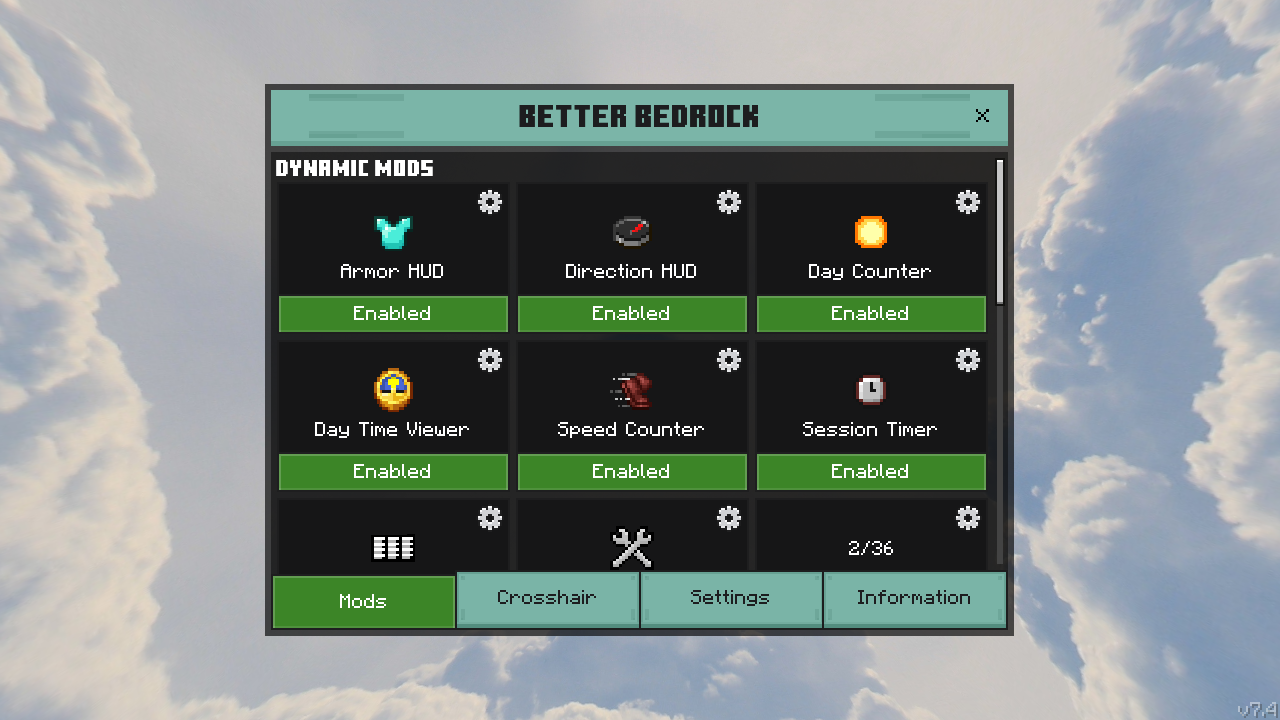 BETTER BEDROCK
DYNAMIC MODS
Armor HUD
Direction HUD
Day Counter
Enabled
Enabled
Enabled
Day Time Viewer
Speed Counter
Session Timer
Enabled
Enabled
Enabled
2/36
Mods
Crosshair
Settings
Information
v7.4